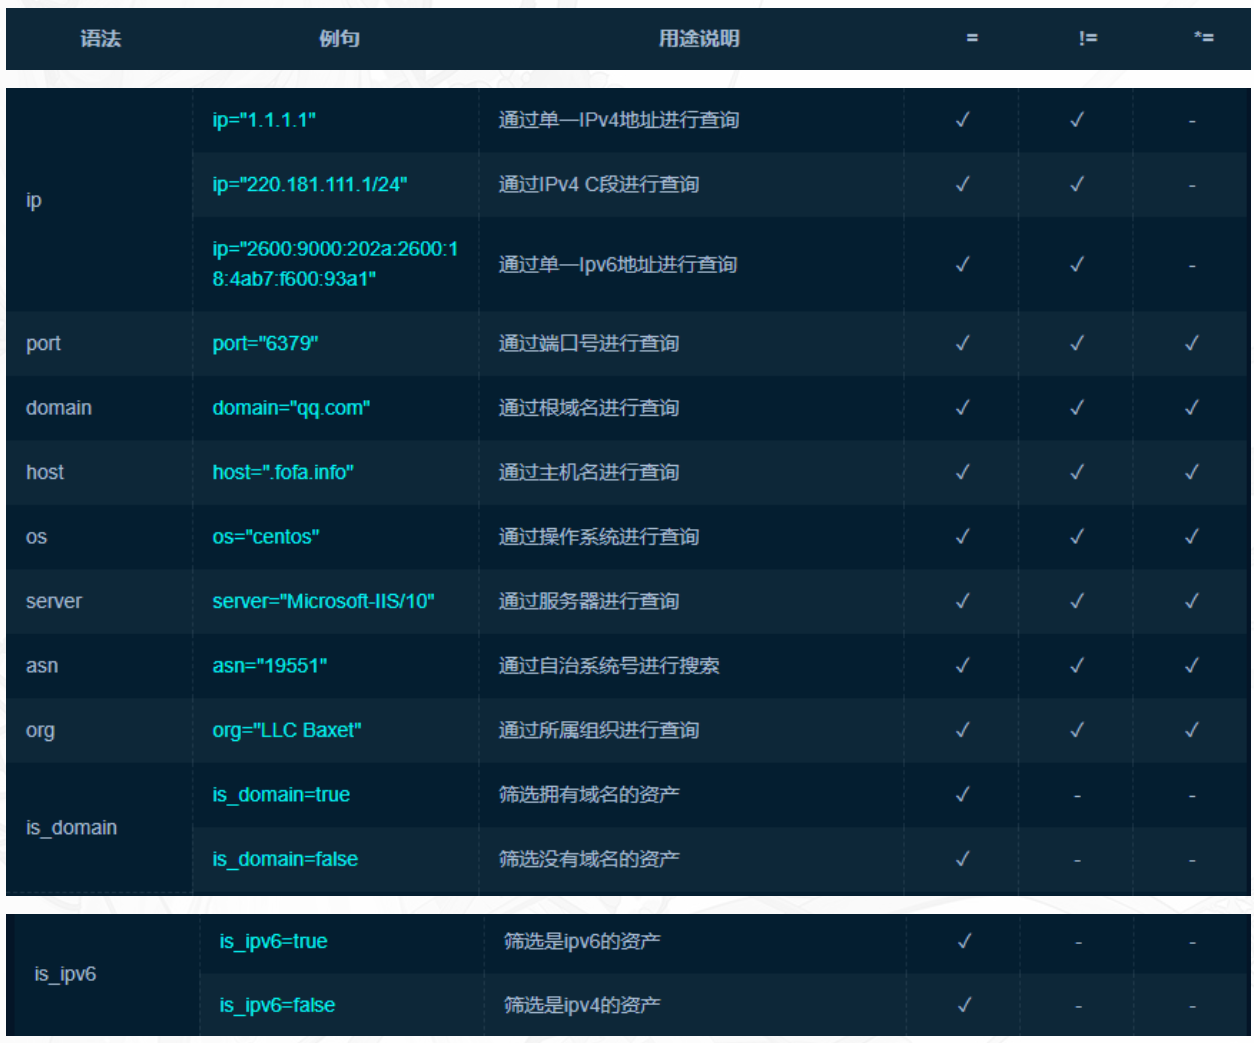 语法 例句 用途说明 = != *=
ip="1.1.1.1" 通过单一IPv4地址进行查询 ✓ ✓ -
ip
ip="220.181.111.1/24" 通过IPv4 C段进行查询 ✓ ✓ -
ip="2600:9000:202a:2600:1
8:4ab7:f600:93a1" 通过单一Ipv6地址进行查询 ✓ ✓ -
port port="6379" 通过端口号进行查询 ✓ ✓ ✓
domain domain="qq.com" 通过根域名进行查询 ✓ ✓ ✓
host host=".fofa.info" 通过主机名进行查询 ✓ ✓ ✓
os os="centos" 通过操作系统进行查询 ✓ ✓ ✓
server server="Microsoft-IIS/10" 通过服务器进行查询 ✓ ✓ ✓
asn asn="19551" 通过自治系统号进行搜索 ✓ ✓ ✓
org org="LLC Baxet" 通过所属组织进行查询 ✓ ✓ ✓
is_domain
is_domain=true 筛选拥有域名的资产 ✓ - -
is_domain=false 筛选没有域名的资产 ✓ - -
is_ipv6
is_ipv6=true 筛选是ipv6的资产 ✓ - -
is_ipv6=false 筛选是ipv4的资产 ✓ - -